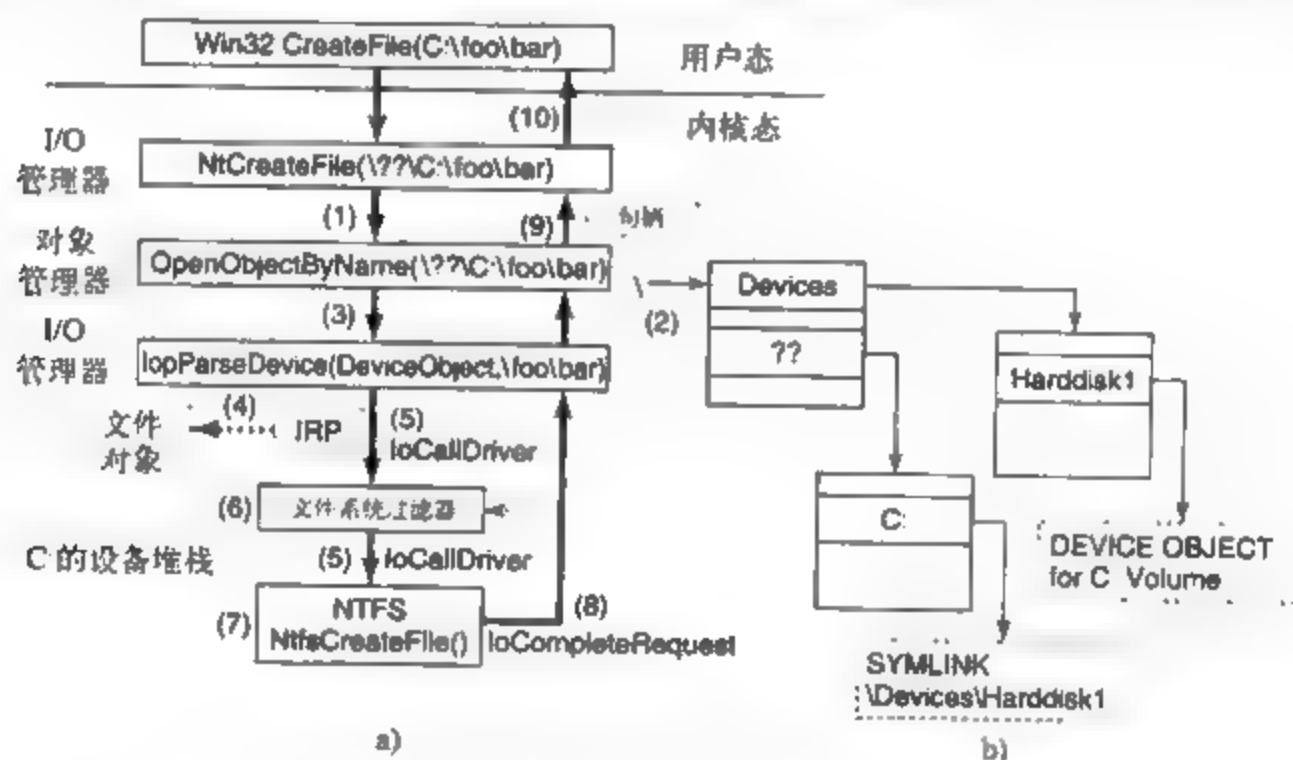 Win32 CreateFile(C:\foo\bar)
用户态
(10)
内核态
I/O
管理器
NtCreateFile(\??\C:\foo\bar)
(1)
(9)
句柄
对象
管理器
OpenObjectByName(\??\C:\foo\bar)
(3)
\
(2)
Devices
??
Harddisk1
I/O
管理器
IopParseDevice(DeviceObject,\foo\bar)
(4)
文件
对象
IRP
(5)
IoCallDriver
(6)
文件系统过滤器
C的设备堆栈
(5)
IoCallDriver
(7)
NTFS
NtfsCreateFile()
(8)
IoCompleteRequest
C:
DEVICE OBJECT
for C Volume
SYMLINK
\Devices\Harddisk1
a)
b)